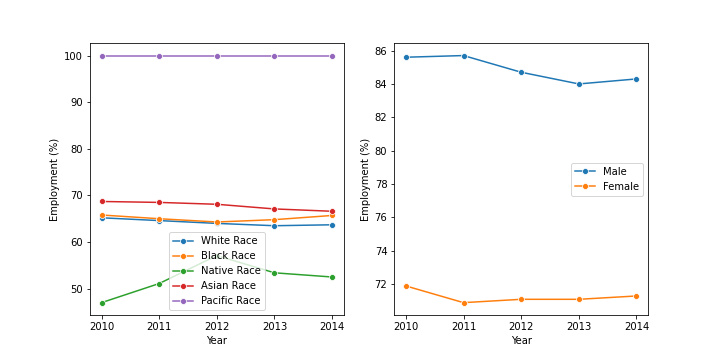 100
90
80
70
60
50
Employment (%)
2010 2011 2012 2013 2014
Year
White Race
Black Race
Native Race
Asian Race
Pacific Race
86
84
82
80
78
76
74
72
Employment (%)
2010 2011 2012 2013 2014
Year
Male
Female